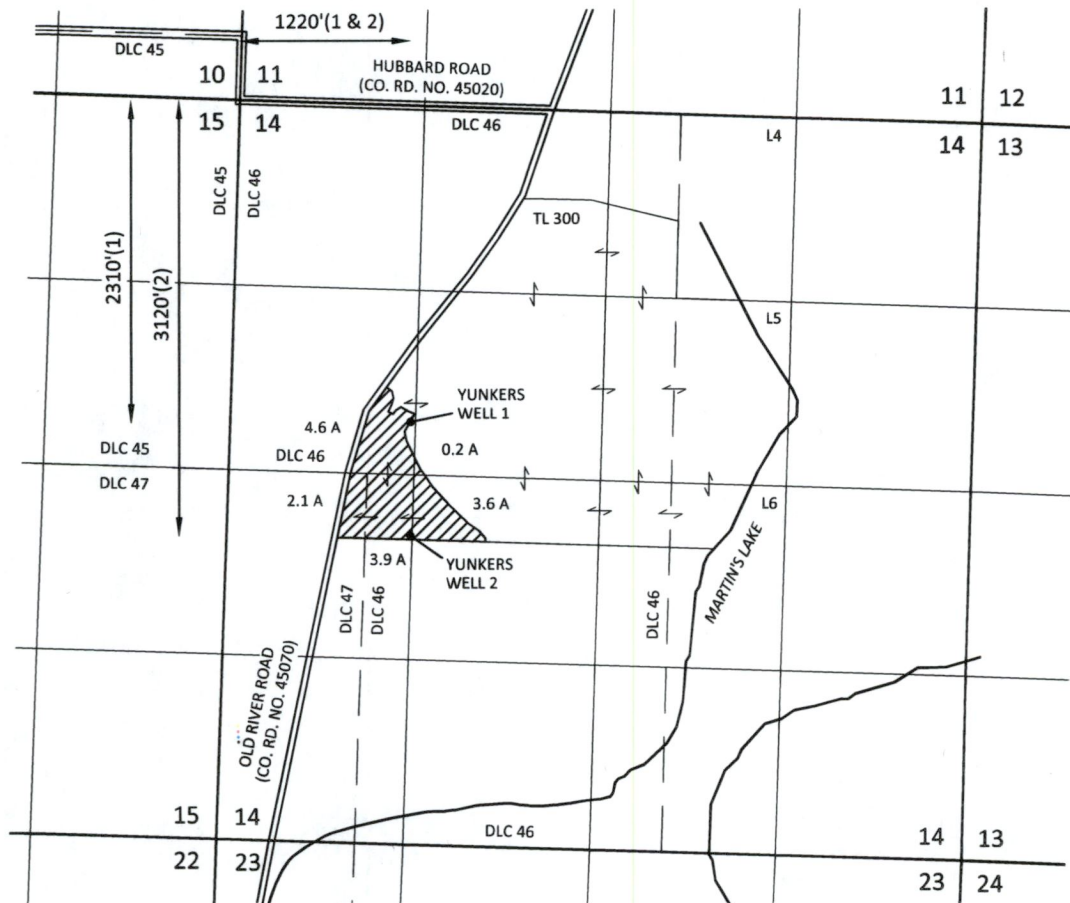 1220'(1 & 2)
DLC 45
10
11
HUBBARD ROAD
(CO. RD. NO. 45020)
11
12
15
14
DLC 46
L4
14
13
DLC 45
DLC 46
TL 300
2310'(1)
3120'(2)
L5
YUNKERS
WELL 1
4.6 A
0.2 A
DLC 45
DLC 46
DLC 47
2.1 A
3.6 A
L6
3.9 A
YUNKERS
WELL 2
DLC 47
DLC 46
DLC 46
MARTIN'S LAKE
OLD RIVER ROAD
(CO. RD. NO. 45070)
15
14
DLC 46
14
13
22
23
23
24